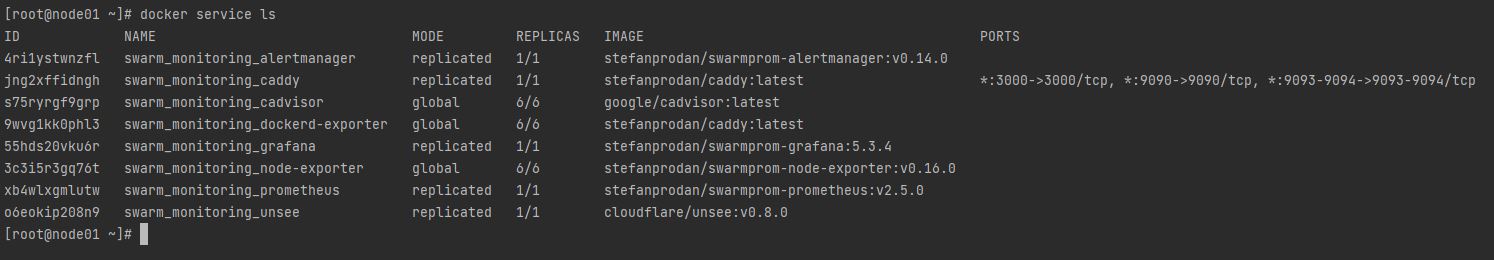 [root@node01 ~]# docker service ls
ID NAME MODE REPLICAS IMAGE PORTS
4ri1ystwnzfl swarm_monitoring_alertmanager replicated 1/1 stefanprodan/swarmprom-alertmanager:v0.14.0
jng2xffidngh swarm_monitoring_caddy replicated 1/1 stefanprodan/caddy:latest *:3000->3000/tcp, *:9090->9090/tcp, *:9093-9094->9093-9094/tcp
s75ryrgf9grp swarm_monitoring_cadvisor global 6/6 google/cadvisor:latest
9wvg1kk0phl3 swarm_monitoring_dockerd-exporter global 6/6 stefanprodan/caddy:latest
55hds20vku6r swarm_monitoring_grafana replicated 1/1 stefanprodan/swarmprom-grafana:5.3.4
3c3i5r3gq76t swarm_monitoring_node-exporter global 6/6 stefanprodan/swarmprom-node-exporter:v0.16.0
xb4wlxgmlutw swarm_monitoring_prometheus replicated 1/1 stefanprodan/swarmprom-prometheus:v2.5.0
o6eokip208n9 swarm_monitoring_unsee replicated 1/1 cloudflare/unsee:v0.8.0
[root@node01 ~]#